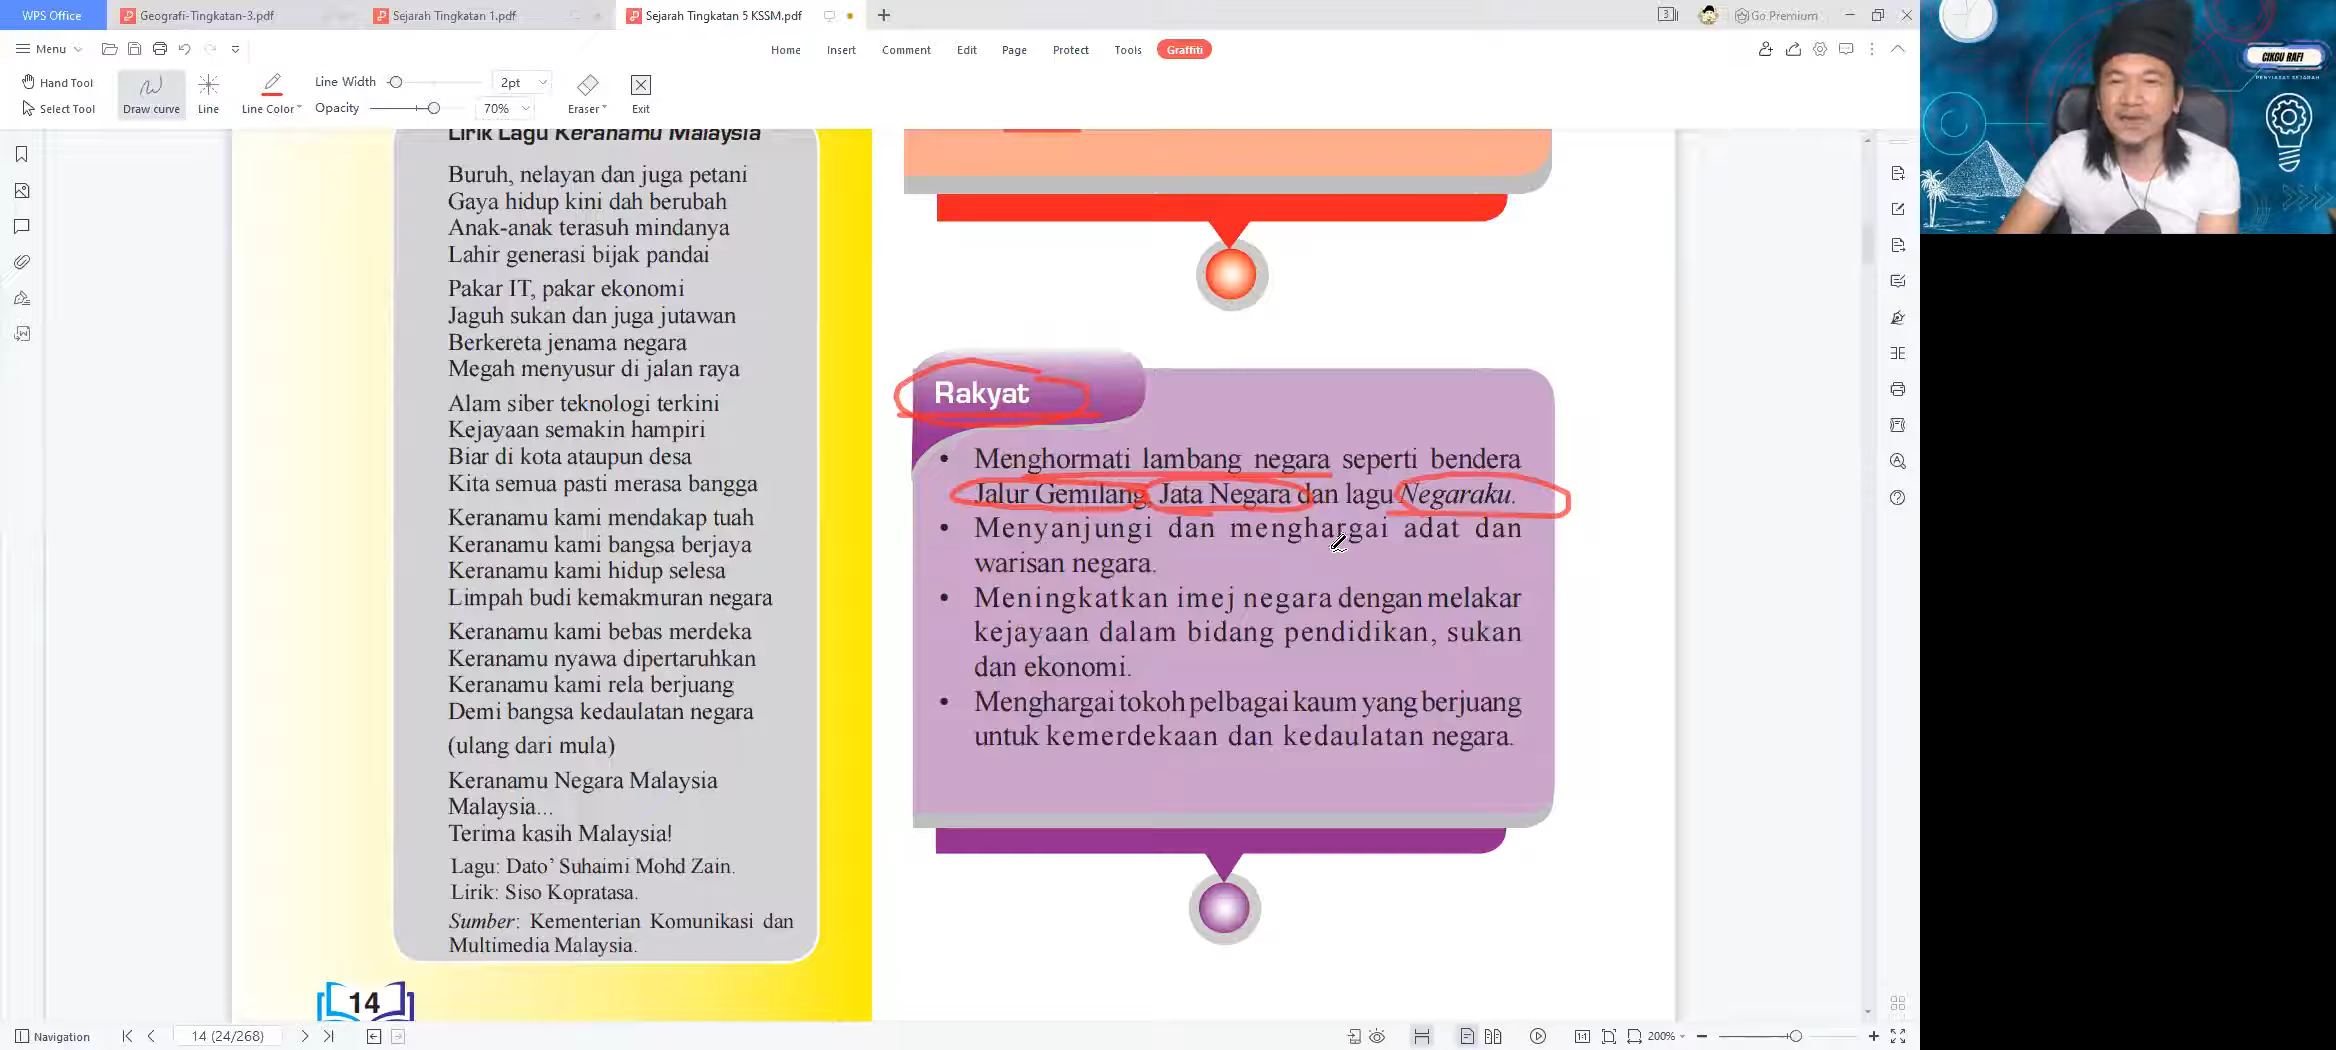 WPS Office
Geografi-Tingkatan-3.pdf
Sejarah Tingkatan 1.pdf
Sejarah Tingkatan 5 KSSM.pdf
3
Go Premium
Menu
Home
Insert
Comment
Edit
Page
Protect
Tools
Graffiti
Hand Tool
Select Tool
Draw curve
Line
Line Color
Line Width
2pt
Opacity
70%
Eraser
Exit
CIKGU RAFI
PENYIASAT SEJARAH
Lirik Lagu Keranamu Malaysia
Buruh, nelayan dan juga petani
Gaya hidup kini dah berubah
Anak-anak terasuh mindanya
Lahir generasi bijak pandai
Pakar IT, pakar ekonomi
Jaguh sukan dan juga jutawan
Berkereta jenama negara
Megah menyusur di jalan raya
Alam siber teknologi terkini
Kejayaan semakin hampiri
Biar di kota ataupun desa
Kita semua pasti merasa bangga
Keranamu kami mendakap tuah
Keranamu kami bangsa berjaya
Keranamu kami hidup selesa
Limpah budi kemakmuran negara
Keranamu kami bebas merdeka
Keranamu nyawa dipertaruhkan
Keranamu kami rela berjuang
Demi bangsa kedaulatan negara
(ulang dari mula)
Keranamu Negara Malaysia
Malaysia...
Terima kasih Malaysia!
Lagu: Dato’ Suhaimi Mohd Zain.
Lirik: Siso Kopratasa.
Sumber: Kementerian Komunikasi dan
Multimedia Malaysia.
14
Rakyat
• Menghormati lambang negara seperti bendera
Jalur Gemilang, Jata Negara dan lagu Negaraku.
• Menyanjungi dan menghargai adat dan
warisan negara.
• Meningkatkan imej negara dengan melakar
kejayaan dalam bidang pendidikan, sukan
dan ekonomi.
• Menghargai tokoh pelbagai kaum yang berjuang
untuk kemerdekaan dan kedaulatan negara.
Navigation
14 (24/268)
200%